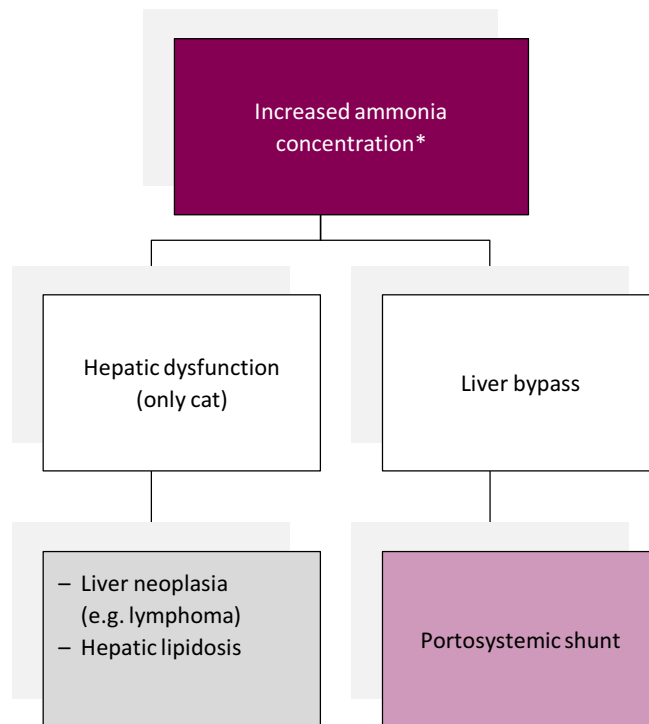 Increased ammonia
concentration*
Hepatic dysfunction
(only cat)
Liver bypass
– Liver neoplasia
(e.g. lymphoma)
– Hepatic lipidosis
Portosystemic shunt